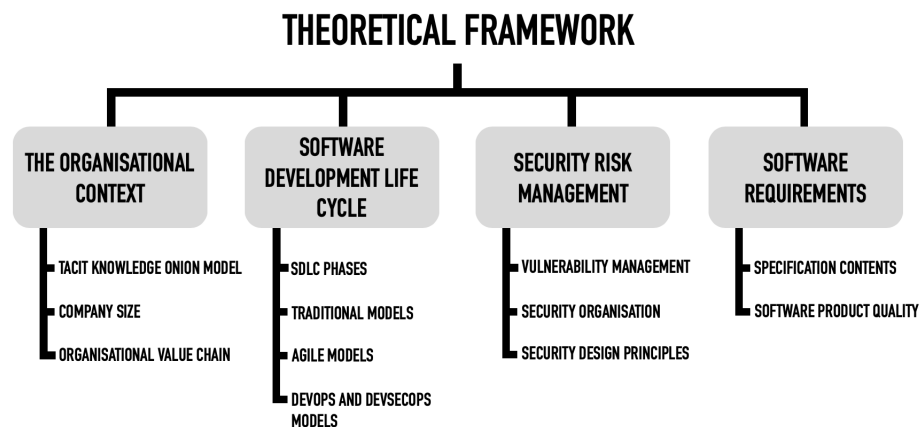 THEORETICAL FRAMEWORK
THE ORGANISATIONAL
CONTEXT
TACIT KNOWLEDGE ONION MODEL
COMPANY SIZE
ORGANISATIONAL VALUE CHAIN
SOFTWARE
DEVELOPMENT LIFE
CYCLE
SDLC PHASES
TRADITIONAL MODELS
AGILE MODELS
DEVOPS AND DEVSECOPS
MODELS
SECURITY RISK
MANAGEMENT
VULNERABILITY MANAGEMENT
SECURITY ORGANISATION
SECURITY DESIGN PRINCIPLES
SOFTWARE
REQUIREMENTS
SPECIFICATION CONTENTS
SOFTWARE PRODUCT QUALITY